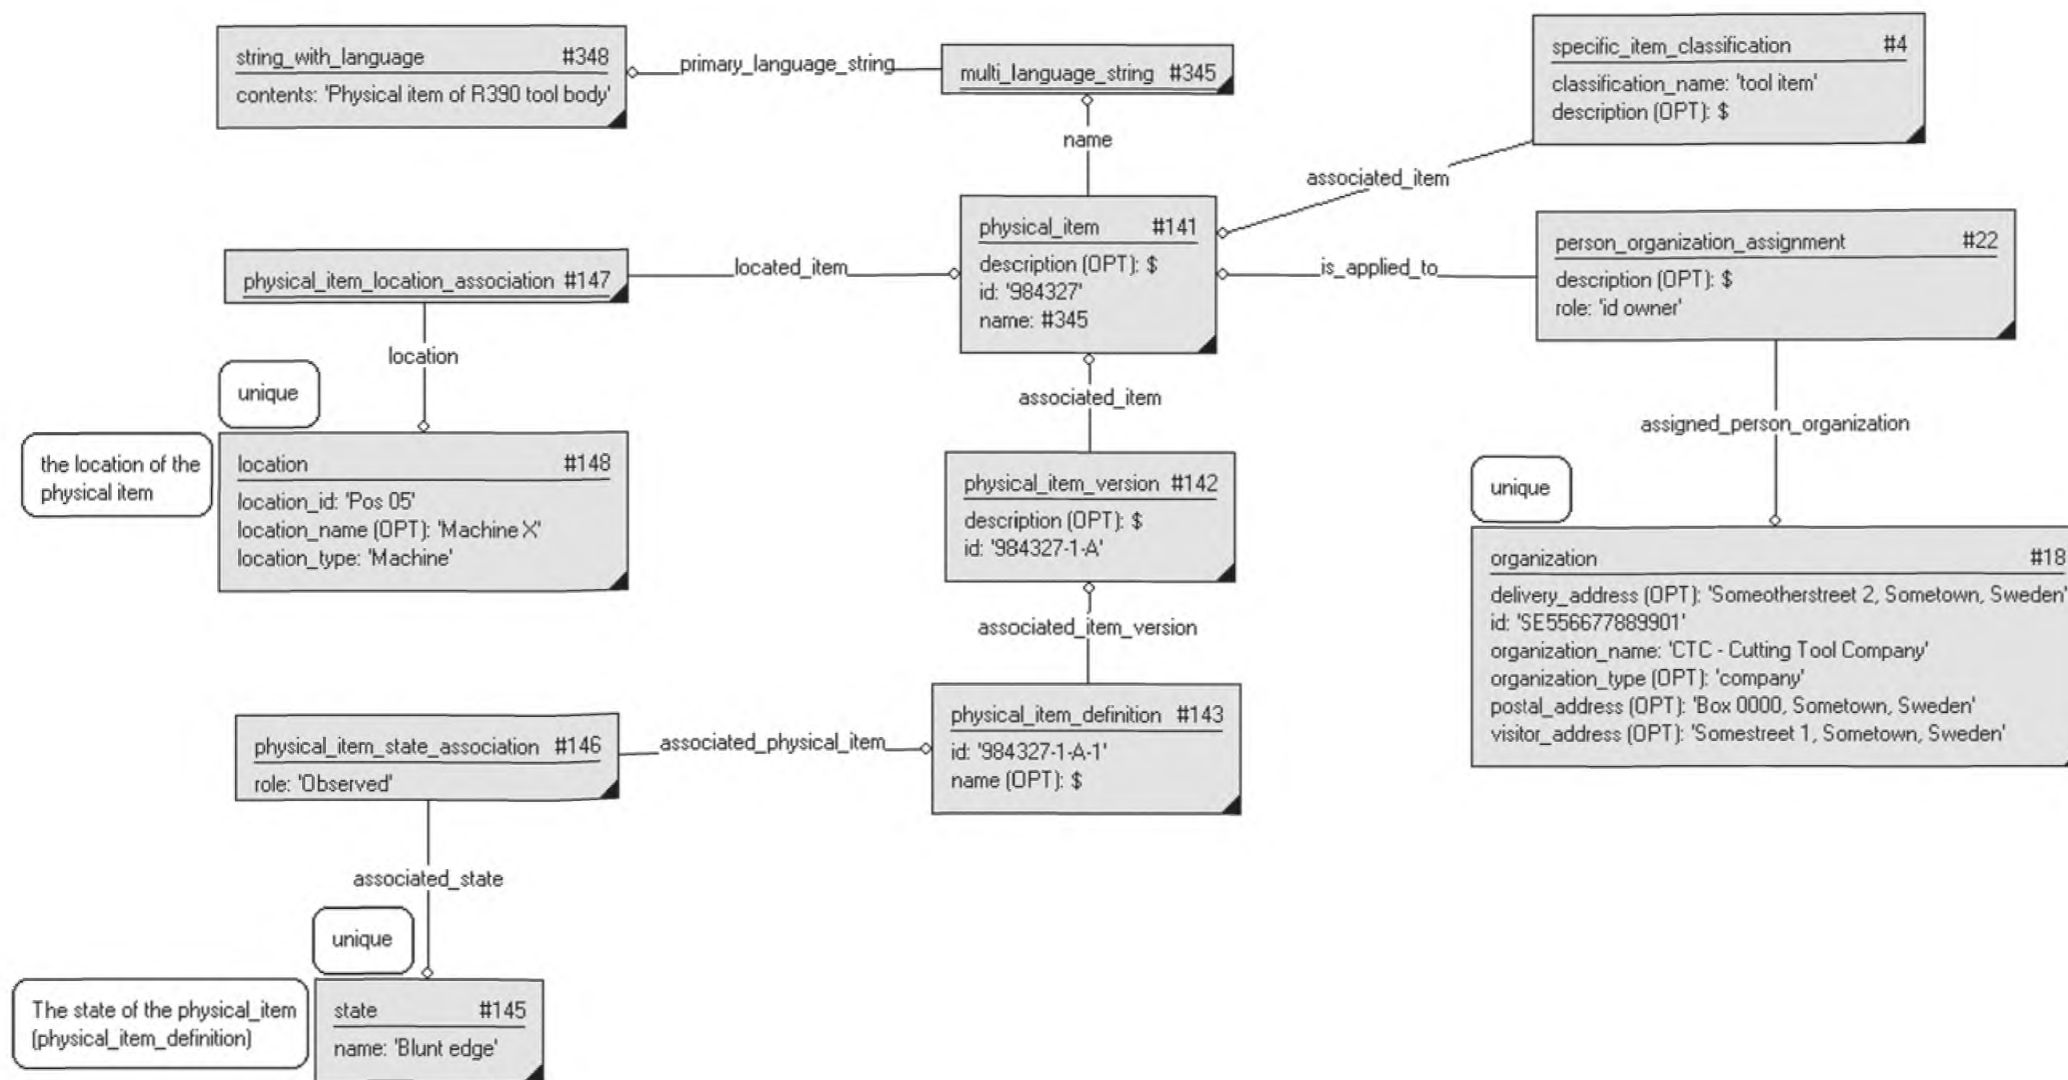 string_with_language #348
contents: 'Physical item of R390 tool body'
primary_language_string
multi_language_string #345
name
specific_item_classification #4
classification_name: 'tool item'
description (OPT): $
associated_item
physical_item #141
description (OPT): $
id: '984327'
name: #345
person_organization_assignment #22
description (OPT): $
role: 'id owner'
is_applied_to
physical_item_location_association #147
located_item
location
unique
the location of the
physical item
location #148
location_id: 'Pos 05'
location_name (OPT): 'Machine X'
location_type: 'Machine'
associated_item
physical_item_version #142
description (OPT): $
id: '984327-1-A'
assigned_person_organization
unique
organization #18
delivery_address (OPT): 'Someotherstreet 2, Sometown, Sweden'
id: 'SE556677889901'
organization_name: 'CTC - Cutting Tool Company'
organization_type (OPT): 'company'
postal_address (OPT): 'Box 0000, Sometown, Sweden'
visitor_address (OPT): 'Somestreet 1, Sometown, Sweden'
associated_item_version
physical_item_definition #143
id: '984327-1-A-1'
name (OPT): $
associated_physical_item
physical_item_state_association #146
role: 'Observed'
associated_state
unique
The state of the physical_item
(physical_item_definition)
state #145
name: 'Blunt edge'